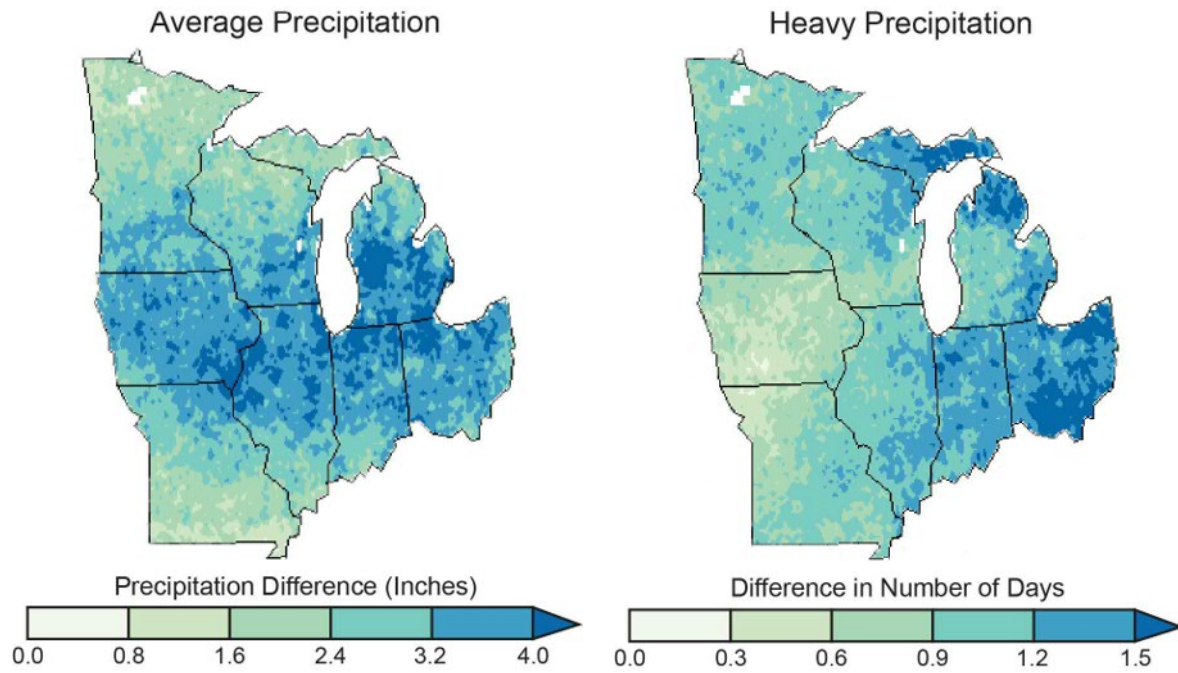 Average Precipitation
Heavy Precipitation
Precipitation Difference (Inches)
0.0 0.8 1.6 2.4 3.2 4.0
Difference in Number of Days
0.0 0.3 0.6 0.9 1.2 1.5